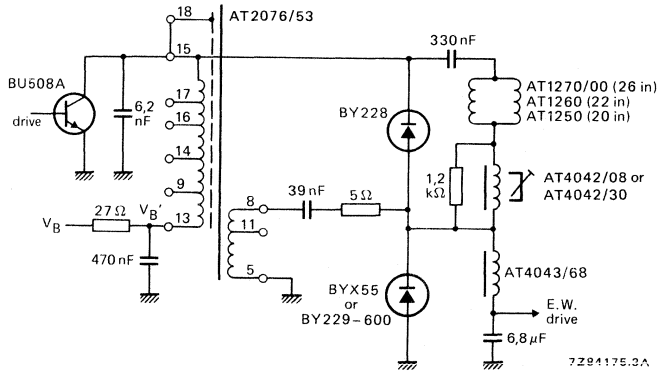 18
AT2076/53
15
330 nF
BU508A
drive
6,2
nF
17
16
14
9
13
BY228
AT1270/00 (26 in)
AT1260 (22 in)
AT1250 (20 in)
1,2
kΩ
AT4042/08 or
AT4042/30
39 nF
5 Ω
8
11
5
V_B
27 Ω
V_B'
470 nF
BYX55
or
BY229-600
AT4043/68
E.W.
drive
6,8 µF
7Z84175.3A